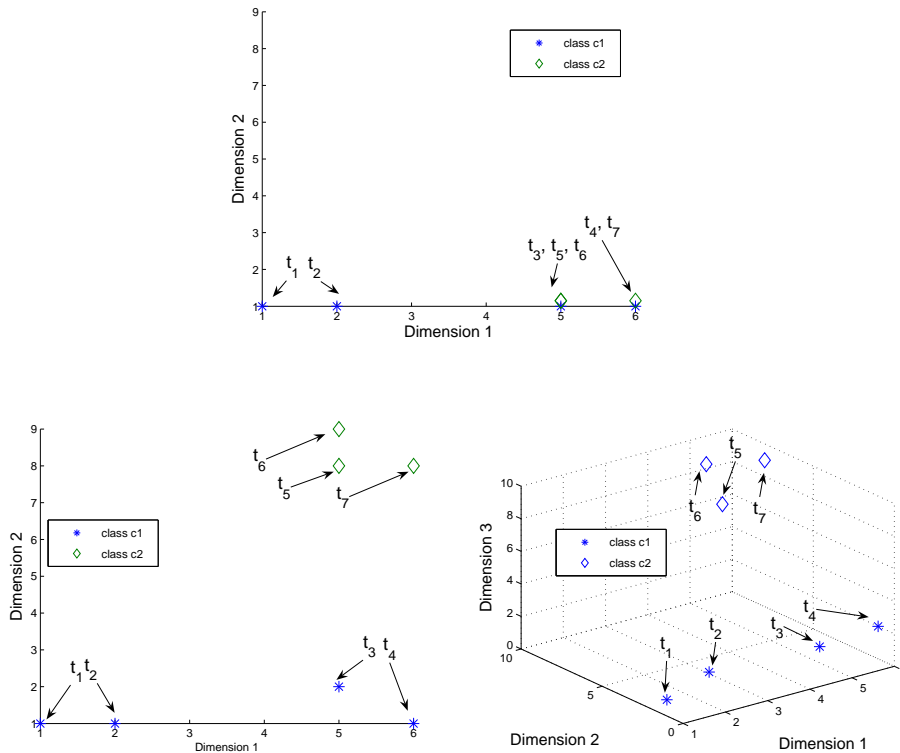 9
8
7
6
5
4
3
2
1
Dimension 2
class c1
class c2
t1 t2
t3, t5, t6
t4, t7
1 2 3 4 5 6
Dimension 1
9
8
7
6
5
4
3
2
1
Dimension 2
class c1
class c2
t6
t5
t7
t1 t2
t3 t4
1 2 3 4 5 6
Dimension 1
10
8
6
4
2
0
Dimension 3
class c1
class c2
t5
t6
t7
t4
t3
t2
t1
10
5
0
Dimension 2
1 2 3 4 5
Dimension 1